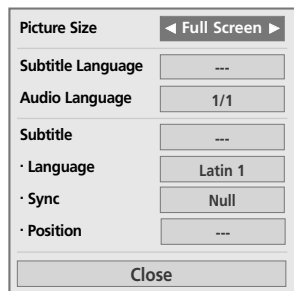 Picture Size ◄ Full Screen ►
Subtitle Language ---
Audio Language 1/1
Subtitle ---
· Language Latin 1
· Sync Null
· Position ---
Close